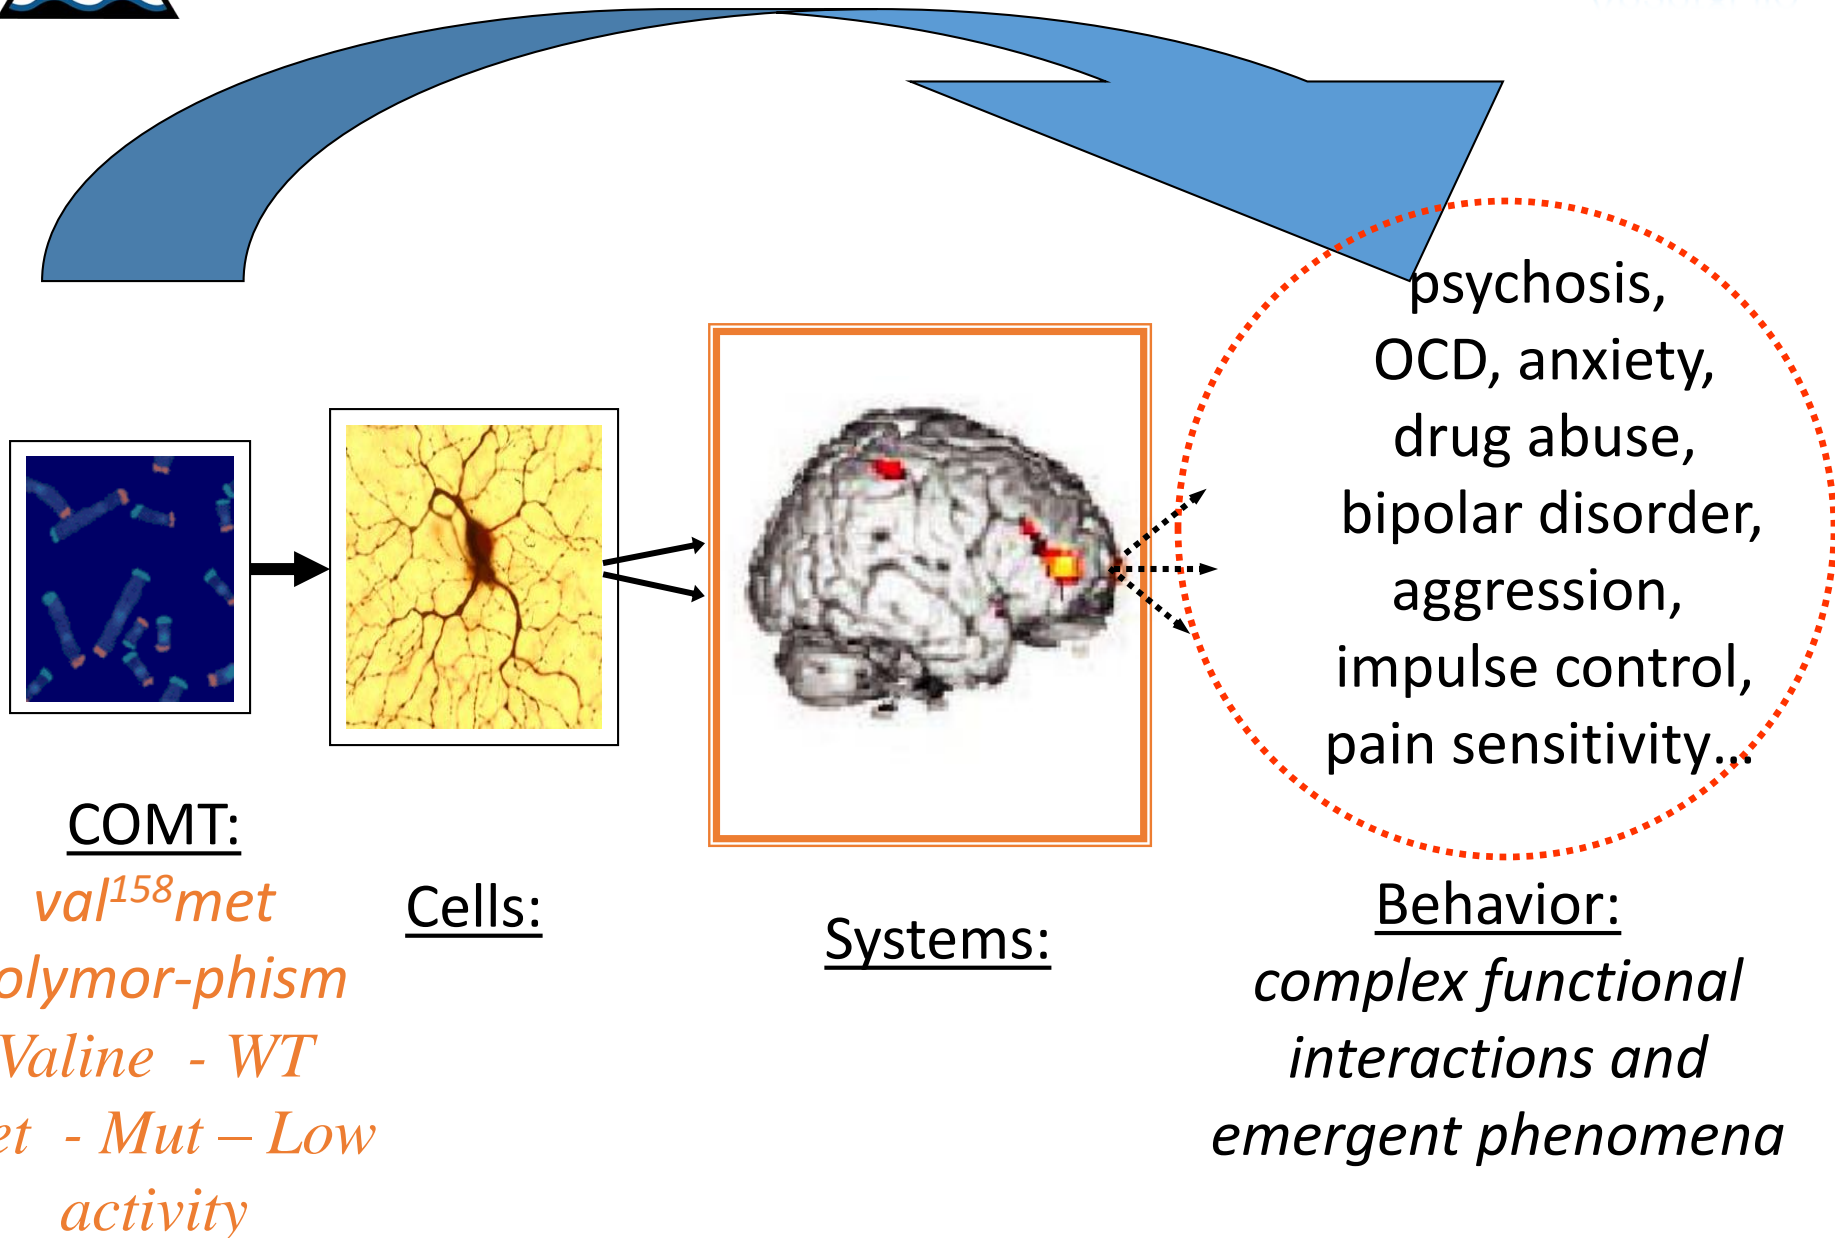 psychosis,
OCD, anxiety,
drug abuse,
bipolar disorder,
aggression,
impulse control,
pain sensitivity...
COMT:
val¹⁵⁸met
olymor-phism
Valine - WT
et - Mut – Low
activity
Cells:
Systems:
Behavior:
complex functional
interactions and
emergent phenomena